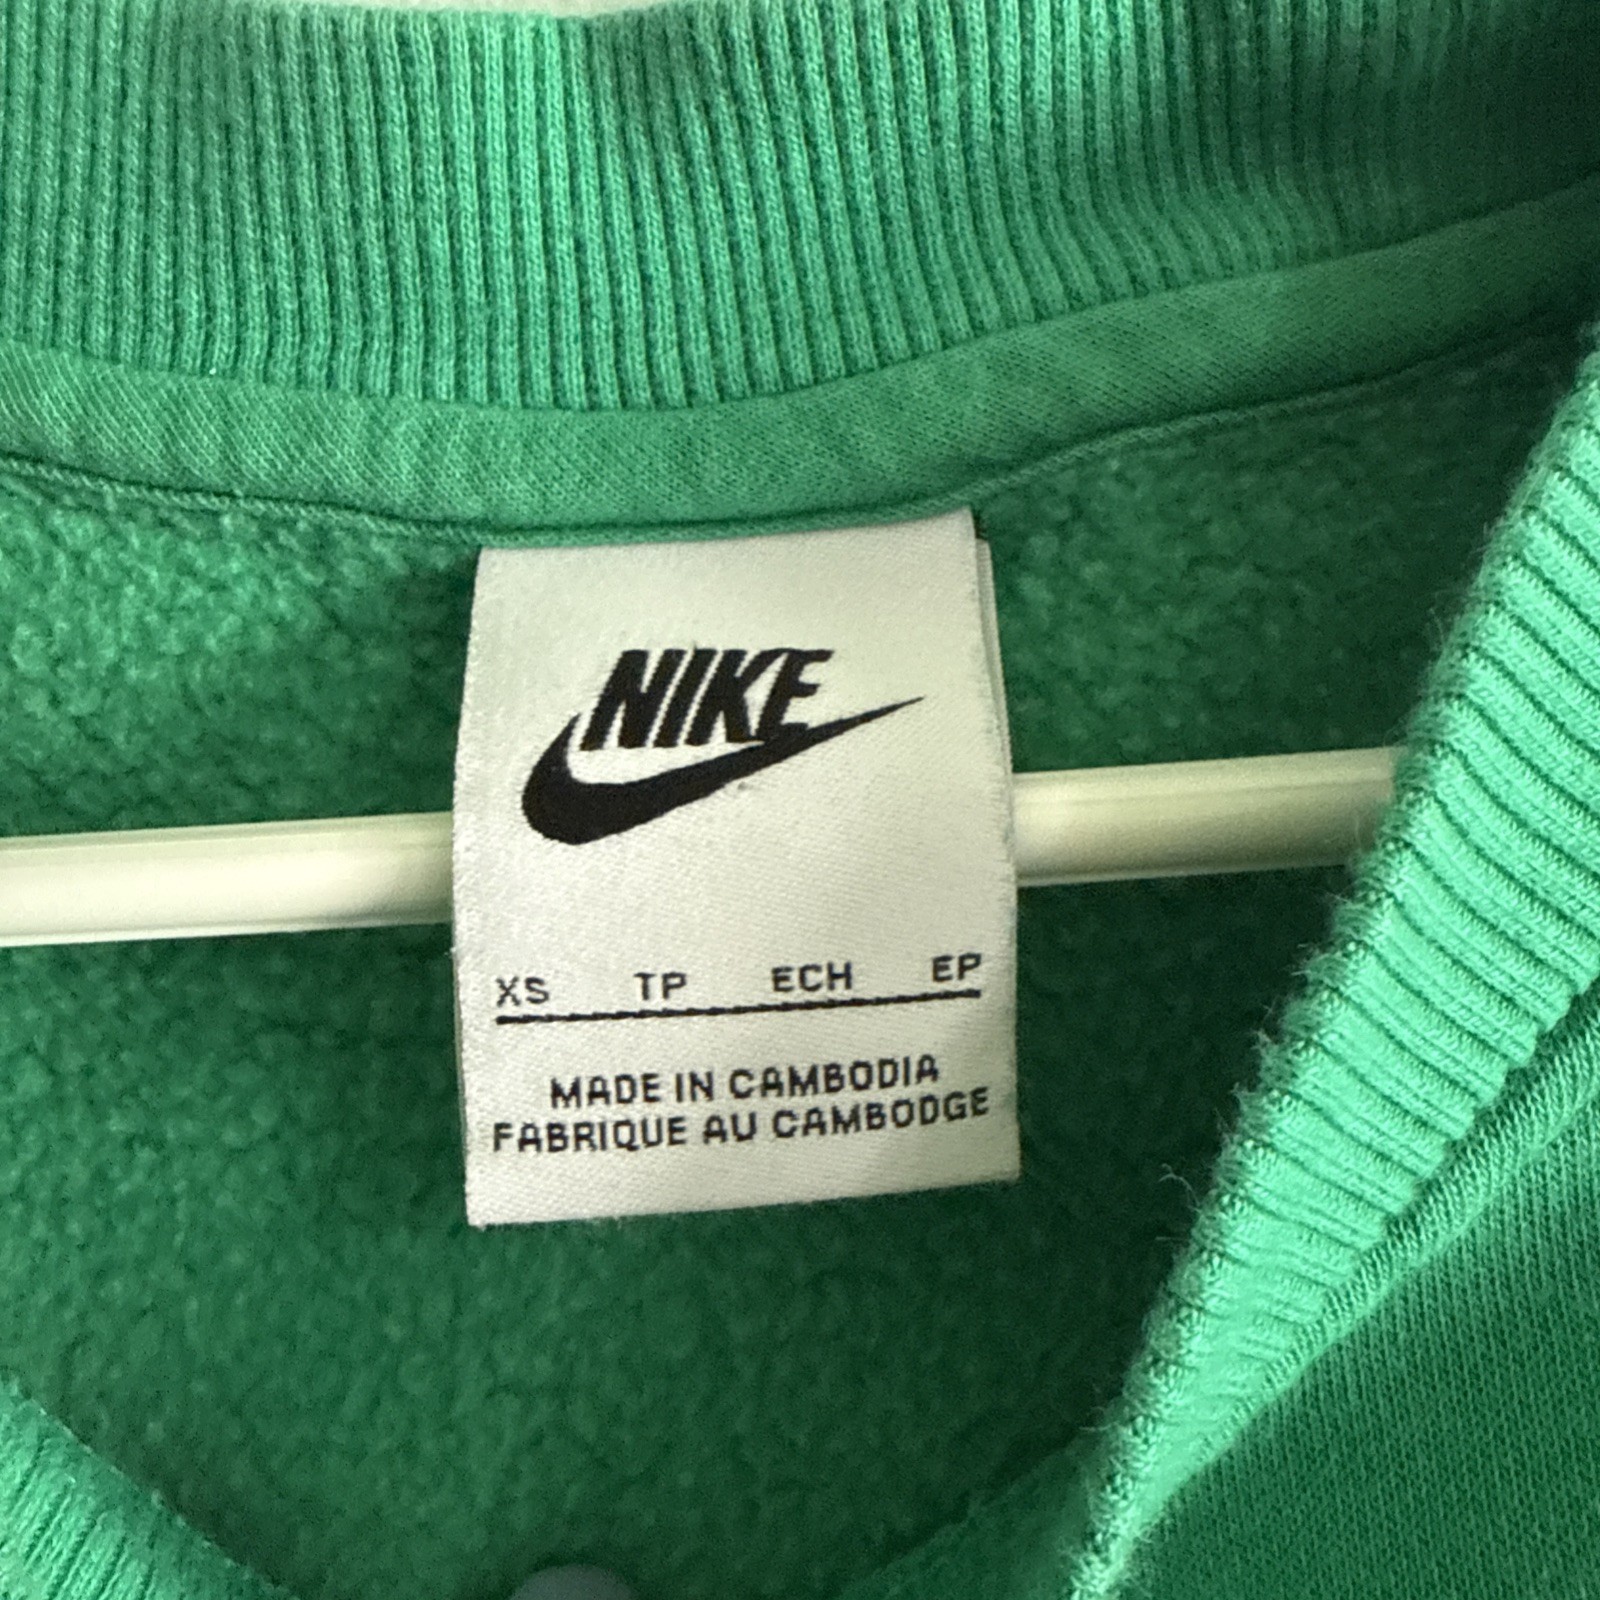 NIKE
XS TP ECH EP
MADE IN CAMBODIA
FABRIQUE AU CAMBODGE